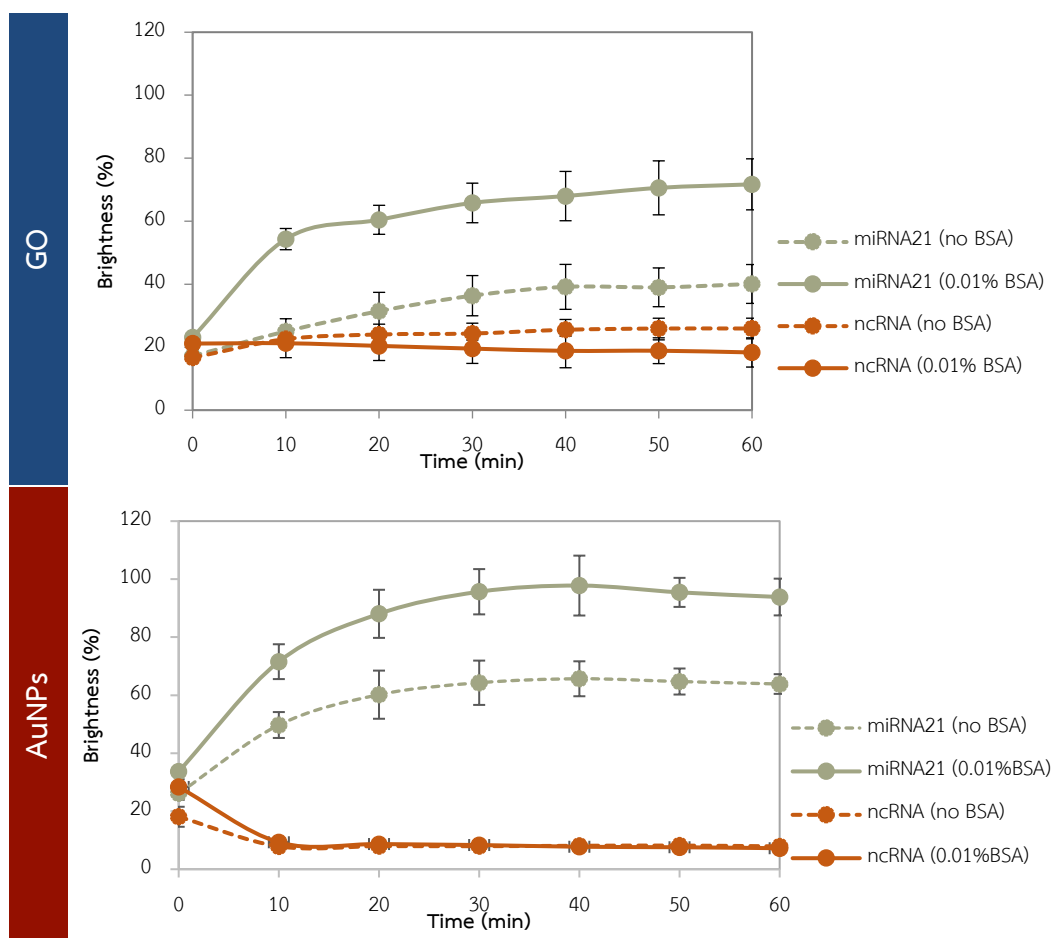 GO
120
100
80
60
40
20
0
Brightness (%)
0 10 20 30 40 50 60
Time (min)
miRNA21 (no BSA)
miRNA21 (0.01% BSA)
ncRNA (no BSA)
ncRNA (0.01% BSA)
AuNPs
120
100
80
60
40
20
0
Brightness (%)
0 10 20 30 40 50 60
Time (min)
miRNA21 (no BSA)
miRNA21 (0.01%BSA)
ncRNA (no BSA)
ncRNA (0.01%BSA)